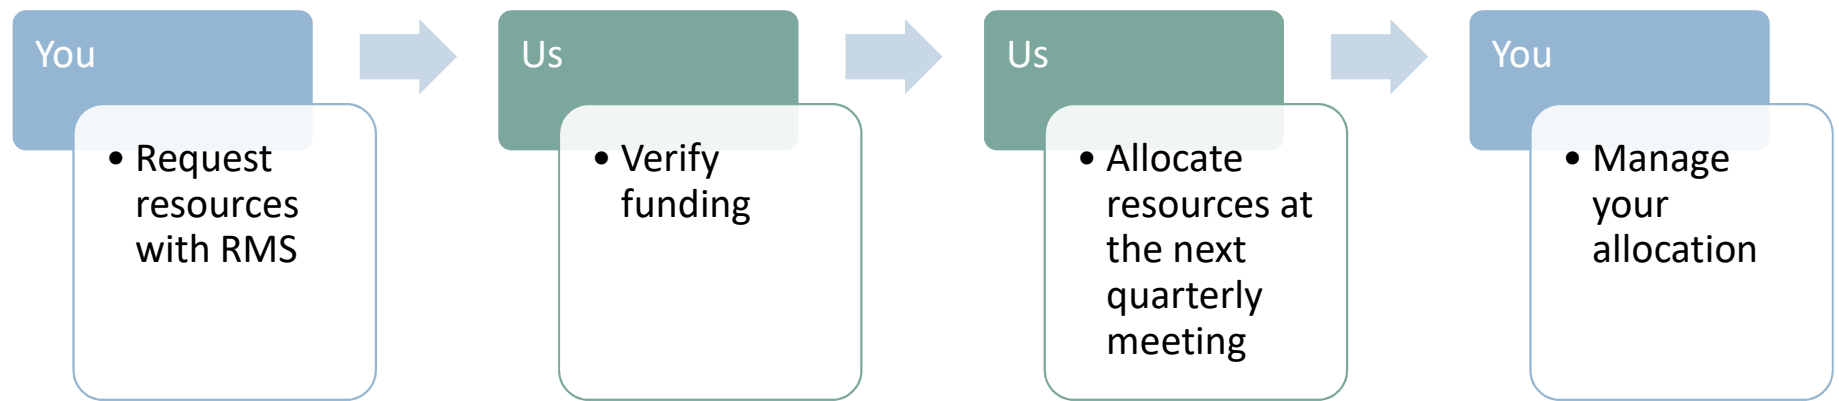 You
• Request
resources
with RMS
Us
• Verify
funding
Us
• Allocate
resources at
the next
quarterly
meeting
You
• Manage
your
allocation